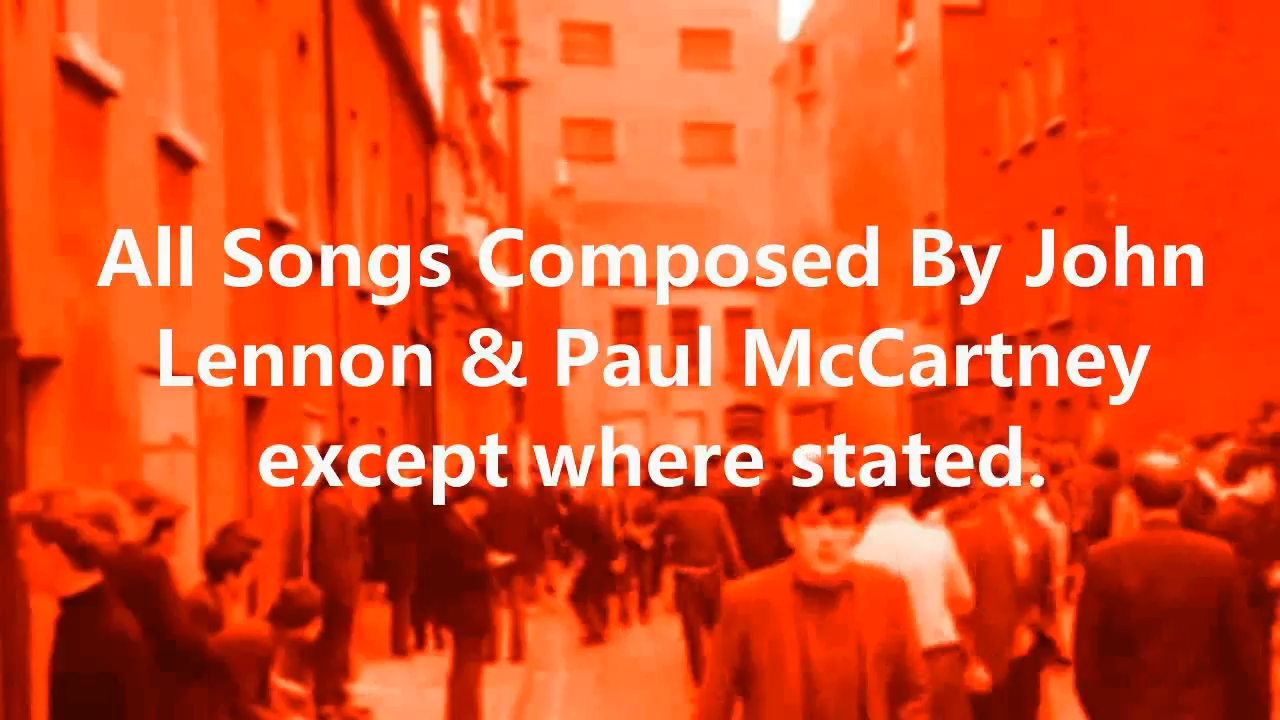 All Songs Composed By John
Lennon & Paul McCartney
except where stated.